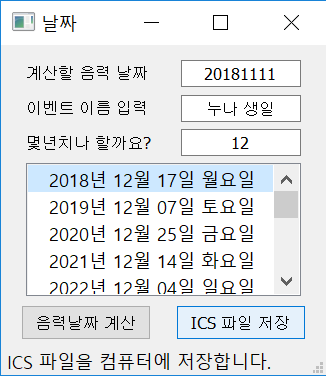 날짜
계산할 음력 날짜 20181111
이벤트 이름 입력 누나 생일
몇년치나 할까요? 12
2018년 12월 17일 월요일
2019년 12월 07일 토요일
2020년 12월 25일 금요일
2021년 12월 14일 화요일
2022년 12월 04일 일요일
음력날짜 계산 ICS 파일 저장
ICS 파일을 컴퓨터에 저장합니다.